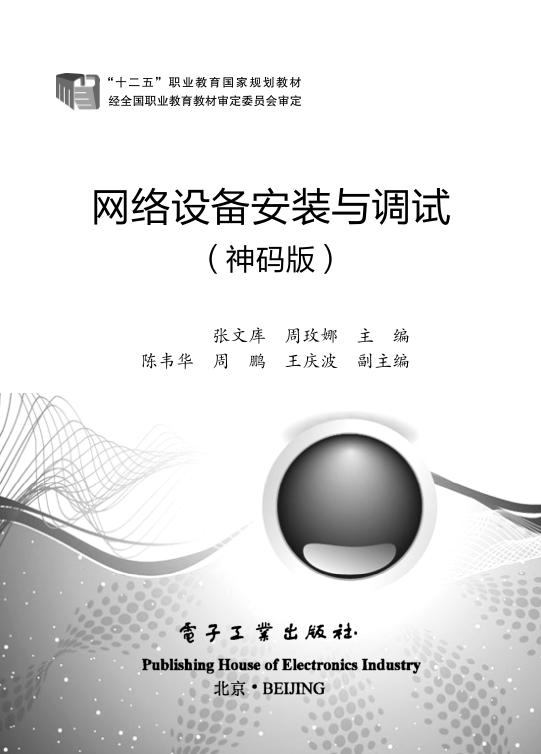 “十二五”职业教育国家规划教材
经全国职业教育教材审定委员会审定
网络设备安装与调试
（神码版）
张文库 周玫娜 主 编
陈韦华 周 鹏 王庆波 副主编
電子工業出版社·
Publishing House of Electronics Industry
北京·BEIJING